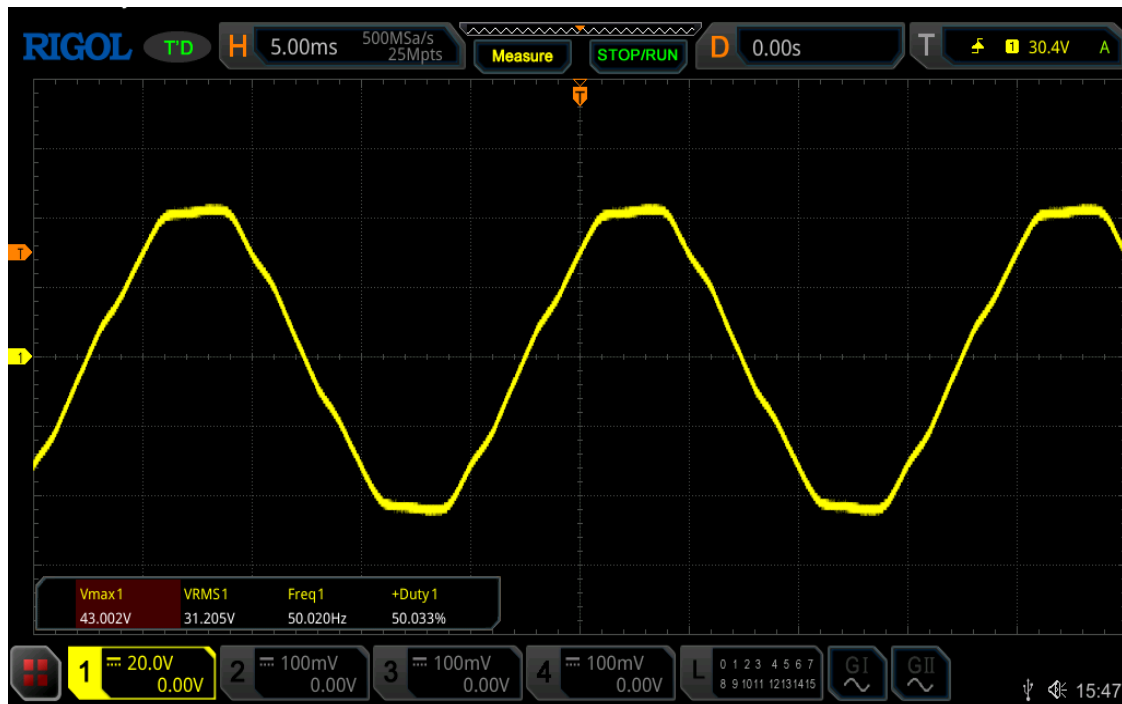 RIGOL T'D H 5.00ms 500MSa/s 25Mpts Measure STOP/RUN D 0.00s T 1 30.4V A
T
T
1
Vmax1 VRMS1 Freq1 +Duty1
43.002V 31.205V 50.020Hz 50.033%
1 20.0V 0.00V 2 100mV 0.00V 3 100mV 0.00V 4 100mV 0.00V L 0 1 2 3 4 5 6 7 8 9 10 11 12 13 14 15 GI GII 15:47